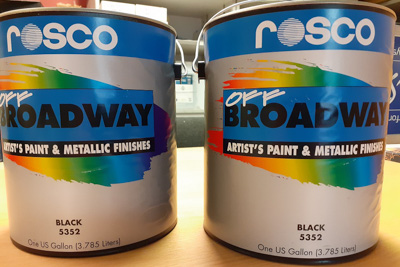 rosco
OFF
BROADWAY
ARTIST'S PAINT & METALLIC FINISHES
BLACK
5352
One US Gallon (3,785 Liters)
rosco
OFF
BROADWAY
ARTIST'S PAINT & METALLIC FINISHES
BLACK
5352
One US Gallon (3,785 Liters)